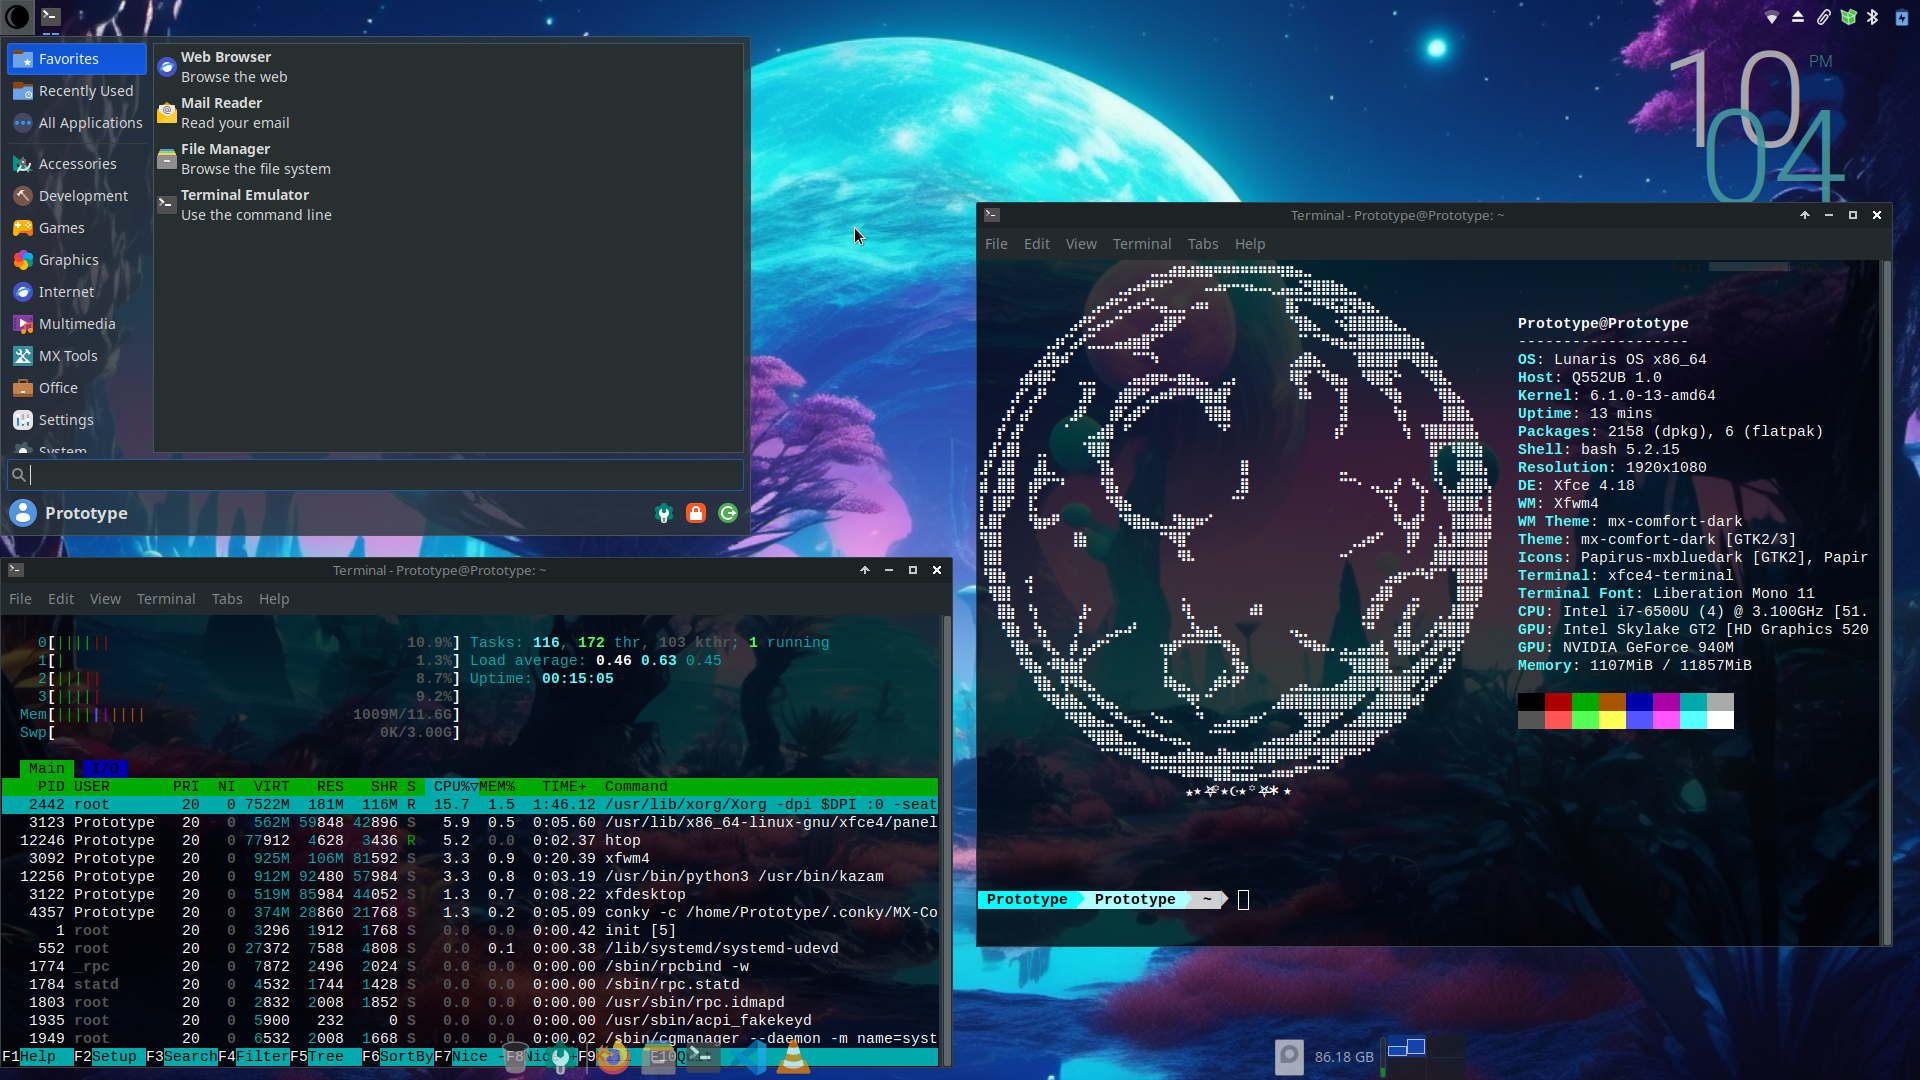 Favorites
Recently Used
All Applications
Accessories
Development
Games
Graphics
Internet
Multimedia
MX Tools
Office
Settings
System
Web Browser
Browse the web
Mail Reader
Read your email
File Manager
Browse the file system
Terminal Emulator
Use the command line
Prototype
10 PM
04
Terminal - Prototype@Prototype: ~
File Edit View Terminal Tabs Help
Prototype@Prototype
-------------------
OS: Lunaris OS x86_64
Host: Q552UB 1.0
Kernel: 6.1.0-13-amd64
Uptime: 13 mins
Packages: 2158 (dpkg), 6 (flatpak)
Shell: bash 5.2.15
Resolution: 1920x1080
DE: Xfce 4.18
WM: Xfwm4
WM Theme: mx-comfort-dark
Theme: mx-comfort-dark [GTK2/3]
Icons: Papirus-mxbluedark [GTK2], Papir
Terminal: xfce4-terminal
Terminal Font: Liberation Mono 11
CPU: Intel i7-6500U (4) @ 3.100GHz [51.
GPU: Intel Skylake GT2 [HD Graphics 520
GPU: NVIDIA GeForce 940M
Memory: 1107MiB / 11857MiB
Prototype Prototype ~
Terminal - Prototype@Prototype: ~
File Edit View Terminal Tabs Help
0[|||||| 10.9%] Tasks: 116, 172 thr, 103 kthr; 1 running
1[| 1.3%] Load average: 0.46 0.63 0.45
2[||||| 8.7%] Uptime: 00:15:05
3[||||| 9.2%]
Mem[|||||||||| 1009M/11.6G]
Swp[ 0K/3.00G]
Main I/O
PID USER PRI NI VIRT RES SHR S CPU%▽MEM% TIME+ Command
2442 root 20 0 7522M 181M 116M R 15.7 1.5 1:46.12 /usr/lib/xorg/Xorg -dpi $DPI :0 -seat
3123 Prototype 20 0 562M 59848 42896 S 5.9 0.5 0:05.60 /usr/lib/x86_64-linux-gnu/xfce4/panel
12246 Prototype 20 0 77912 4628 3436 R 5.2 0.0 0:02.37 htop
3092 Prototype 20 0 925M 106M 81592 S 3.3 0.9 0:20.39 xfwm4
12256 Prototype 20 0 912M 92480 57984 S 3.3 0.8 0:03.19 /usr/bin/python3 /usr/bin/kazam
3122 Prototype 20 0 519M 85984 44052 S 1.3 0.7 0:08.22 xfdesktop
4357 Prototype 20 0 374M 28860 21768 S 1.3 0.2 0:05.09 conky -c /home/Prototype/.conky/MX-Co
1 root 20 0 3296 1912 1768 S 0.0 0.0 0:00.42 init [5]
552 root 20 0 27372 7588 4808 S 0.0 0.1 0:00.38 /lib/systemd/systemd-udevd
1774 _rpc 20 0 7872 2496 2024 S 0.0 0.0 0:00.00 /sbin/rpcbind -w
1784 statd 20 0 4532 1744 1428 S 0.0 0.0 0:00.00 /sbin/rpc.statd
1803 root 20 0 2832 2008 1852 S 0.0 0.0 0:00.00 /usr/sbin/rpc.idmapd
1935 root 20 0 5900 232 0 S 0.0 0.0 0:00.00 /usr/sbin/acpi_fakekeyd
1949 root 20 0 6532 2008 1668 S 0.0 0.0 0:00.02 /sbin/cgmanager --daemon -m name=syst
F1Help F2Setup F3SearchF4FilterF5Tree F6SortByF7Nice -F8Nice +F9 F10
86.18 GB